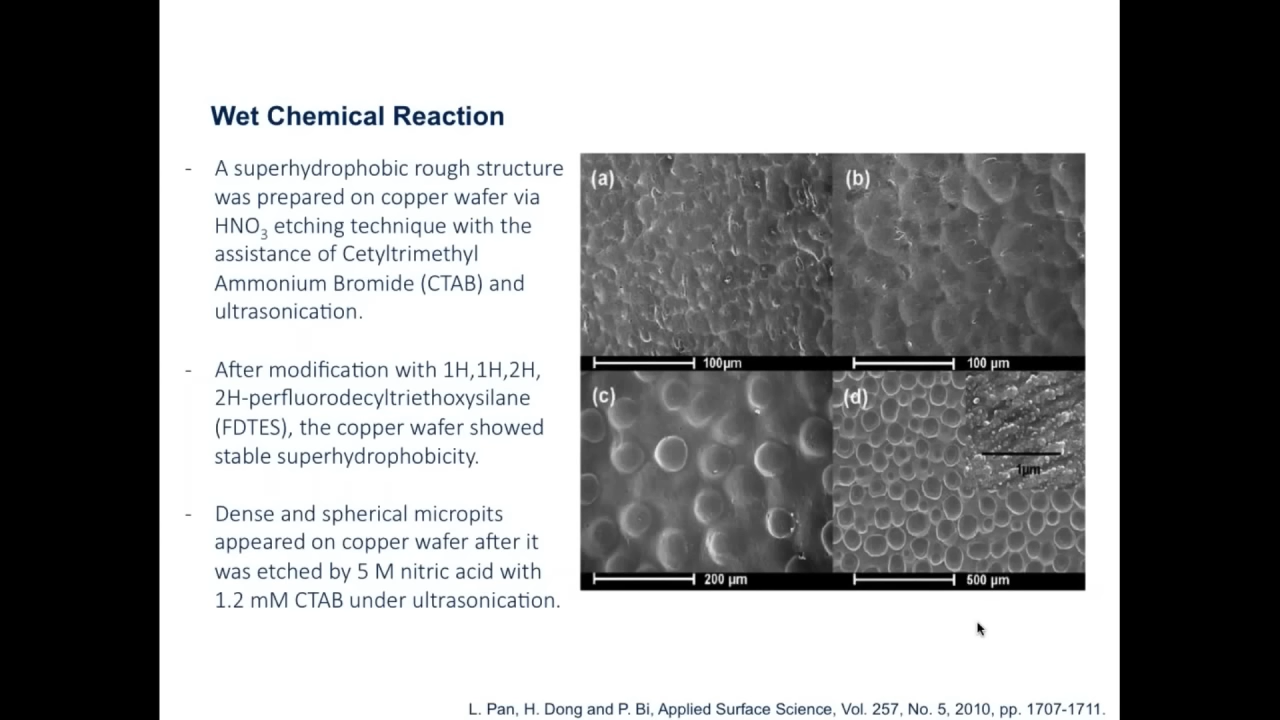 Wet Chemical Reaction
- A superhydrophobic rough structure
was prepared on copper wafer via
HNO₃ etching technique with the
assistance of Cetyltrimethyl
Ammonium Bromide (CTAB) and
ultrasonication.
- After modification with 1H,1H,2H,
2H-perfluorodecyltriethoxysilane
(FDTES), the copper wafer showed
stable superhydrophobicity.
- Dense and spherical micropits
appeared on copper wafer after it
was etched by 5 M nitric acid with
1.2 mM CTAB under ultrasonication.
(a)
(b)
100µm
100 µm
(c)
(d)
1µm
200 µm
500 µm
L. Pan, H. Dong and P. Bi, Applied Surface Science, Vol. 257, No. 5, 2010, pp. 1707-1711.